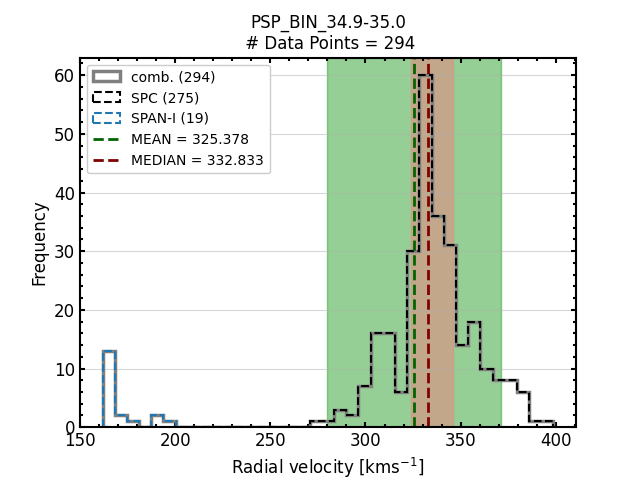 PSP_BIN_34.9-35.0
# Data Points = 294
comb. (294)
SPC (275)
SPAN-I (19)
MEAN = 325.378
MEDIAN = 332.833
60
50
40
30
20
10
0
Frequency
150 200 250 300 350 400
Radial velocity [kms⁻¹]